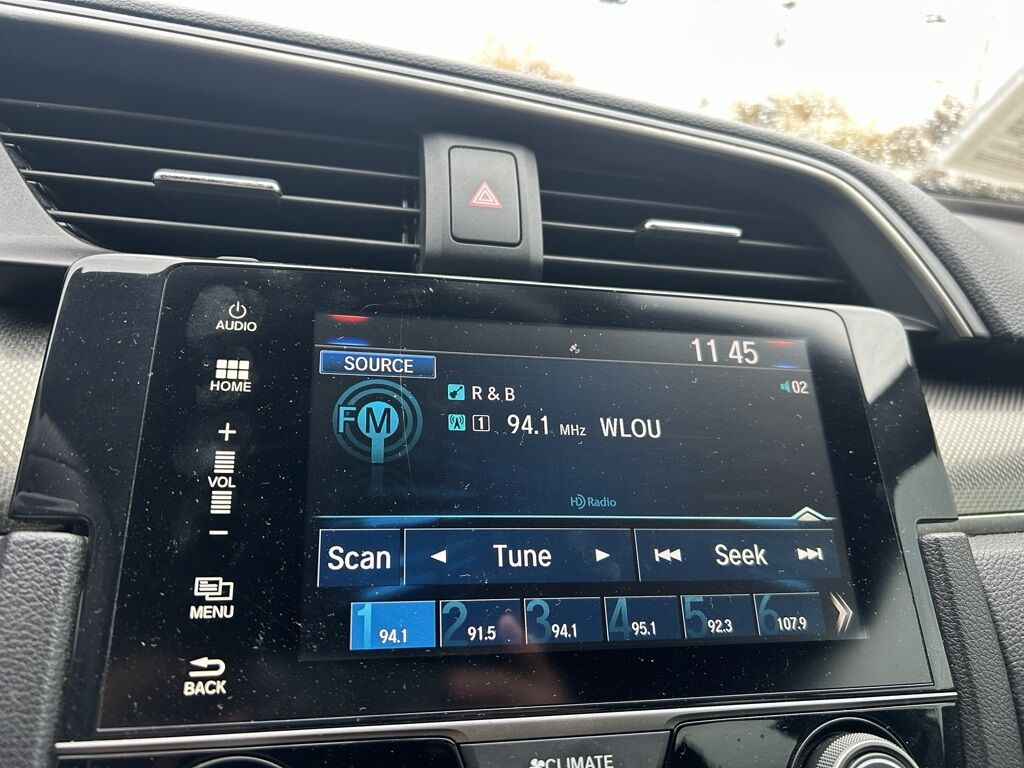 AUDIO
HOME
+
VOL
−
MENU
BACK
11 45
SOURCE
02
FM
R & B
1 94.1 MHz WLOU
HD Radio
Scan
Tune
Seek
1 94.1
2 91.5
3 94.1
4 95.1
5 92.3
6 107.9
CLIMATE